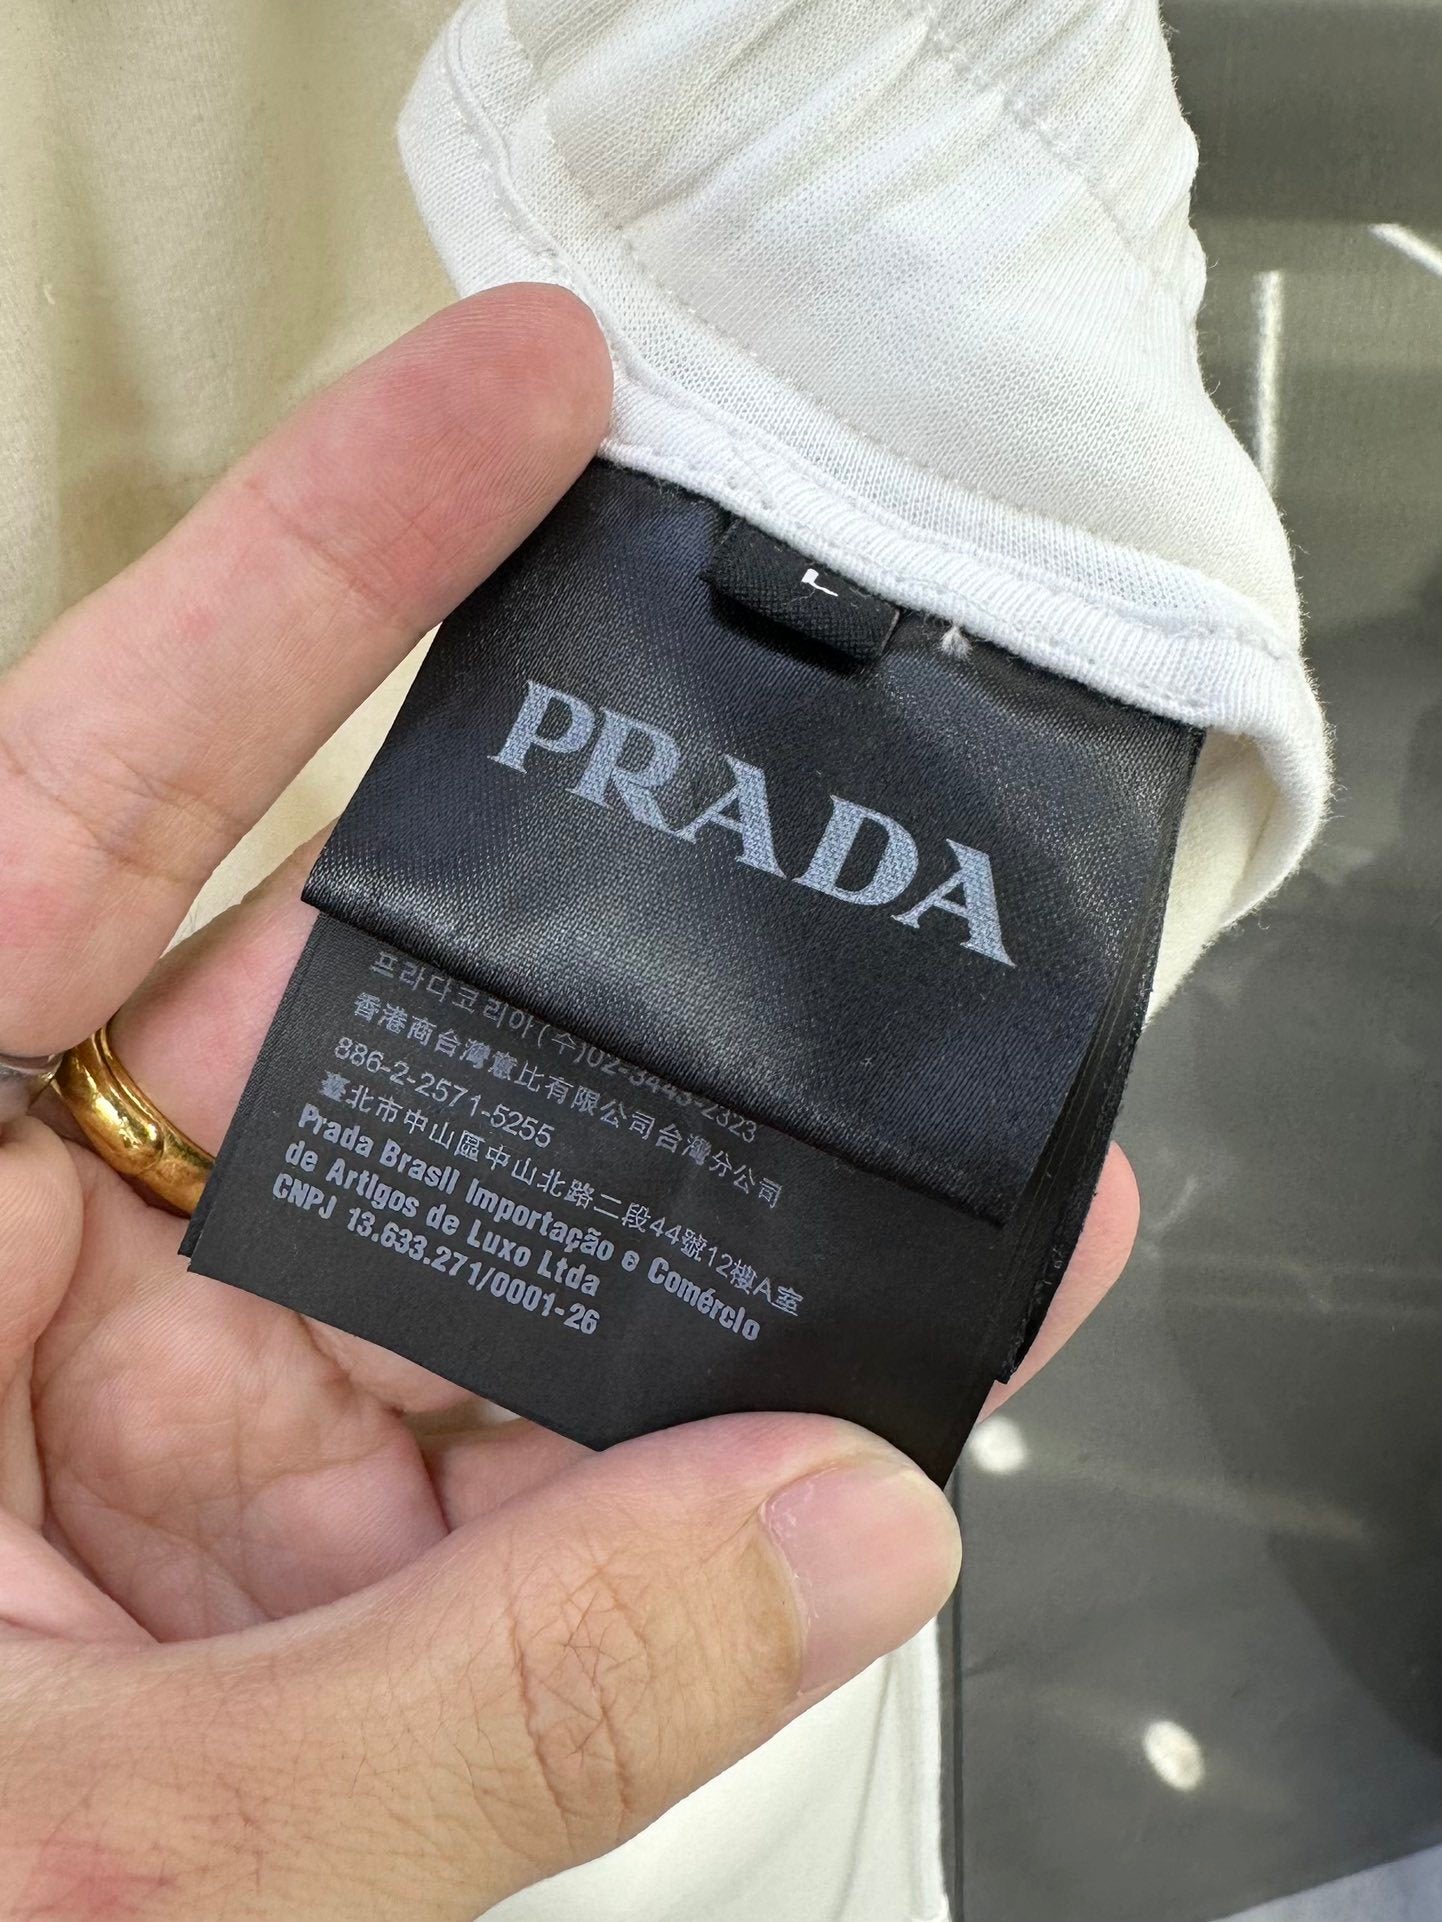 L
PRADA
프라다코리아(주)02-3443-2323
香港商台灣意比有限公司台灣分公司
886-2-2571-5255
臺北市中山區中山北路二段44號12樓A室
Prada Brasil Importação e Comércio
de Artigos de Luxo Ltda
CNPJ 13.633.271/0001-26